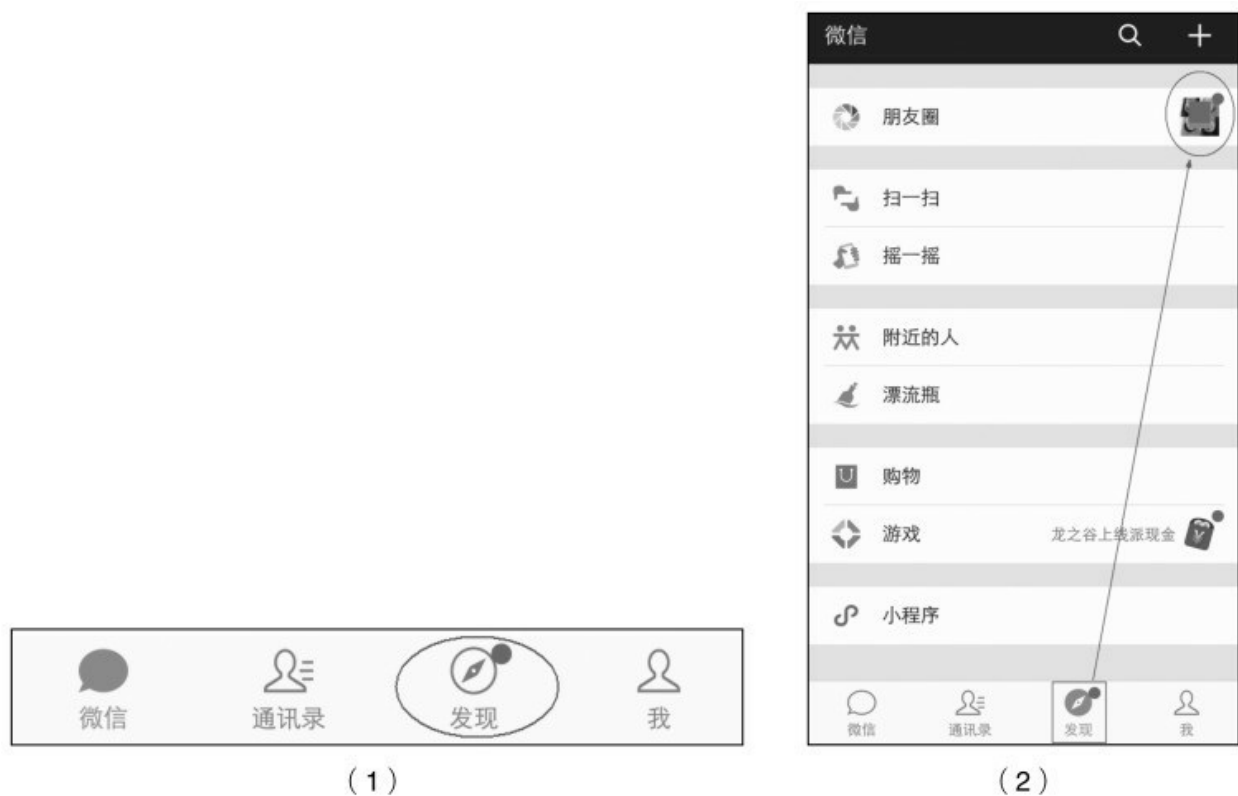 微信
朋友圈
扫一扫
摇一摇
附近的人
漂流瓶
购物
游戏 龙之谷上线派现金
小程序
微信 通讯录 发现 我
微信 通讯录 发现 我
（1）
（2）